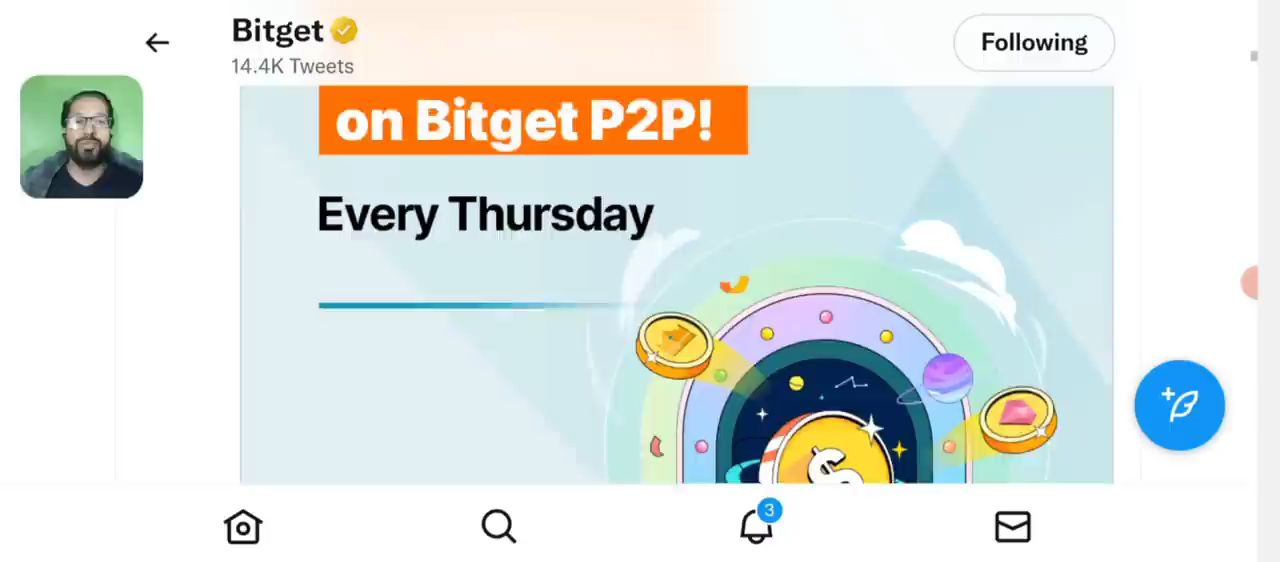 Bitget
14.4K Tweets
Following
on Bitget P2P!
Every Thursday
$
3